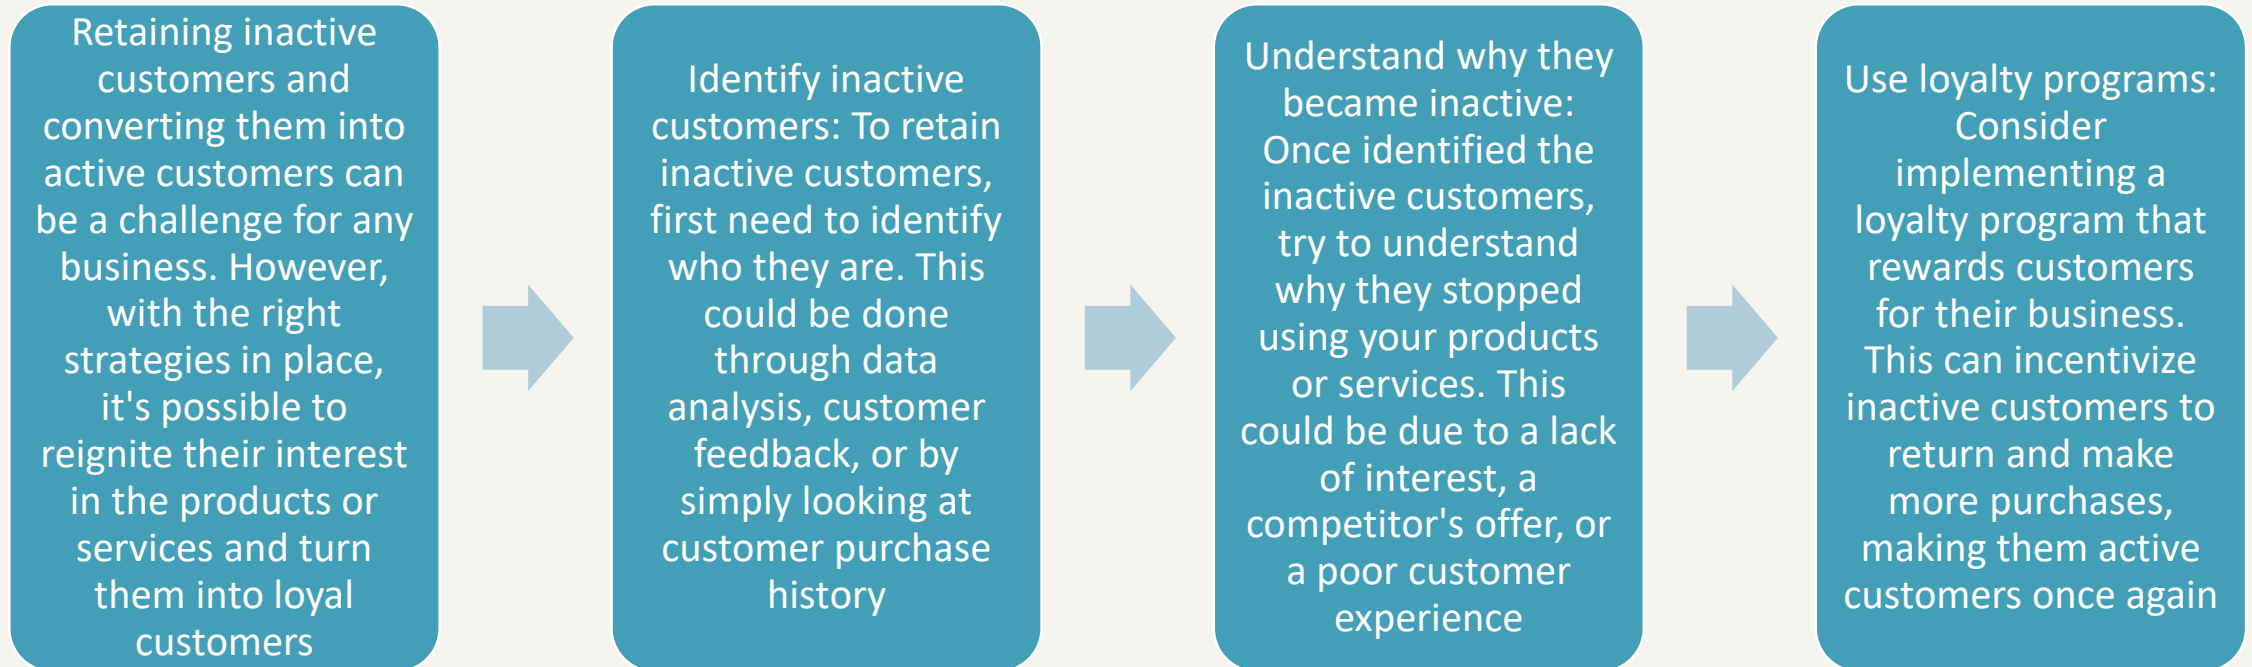 Retaining inactive
customers and
converting them into
active customers can
be a challenge for any
business. However,
with the right
strategies in place,
it's possible to
reignite their interest
in the products or
services and turn
them into loyal
customers
Identify inactive
customers: To retain
inactive customers,
first need to identify
who they are. This
could be done
through data
analysis, customer
feedback, or by
simply looking at
customer purchase
history
Understand why they
became inactive:
Once identified the
inactive customers,
try to understand
why they stopped
using your products
or services. This
could be due to a lack
of interest, a
competitor's offer, or
a poor customer
experience
Use loyalty programs:
Consider
implementing a
loyalty program that
rewards customers
for their business.
This can incentivize
inactive customers to
return and make
more purchases,
making them active
customers once again